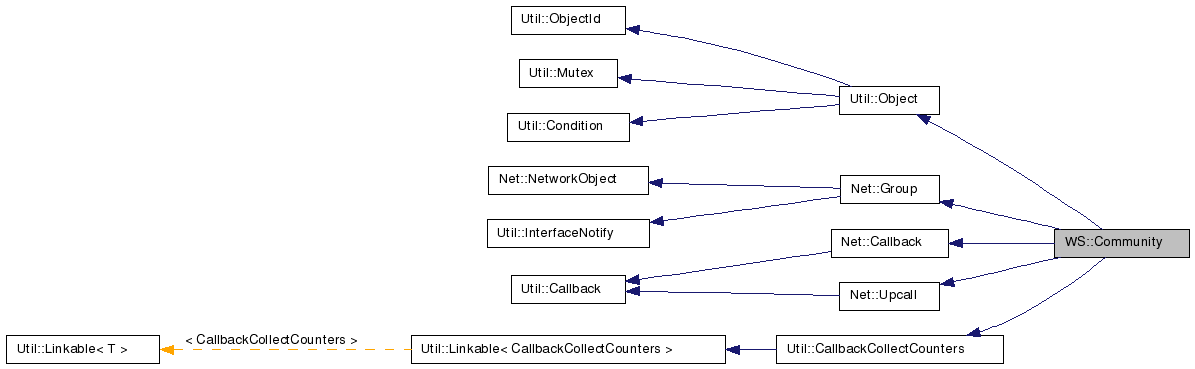 Util::ObjectId
Util::Mutex
Util::Object
Util::Condition
Net::NetworkObject
Net::Group
Util::InterfaceNotify
Net::Callback
WS::Community
Util::Callback
Net::Upcall
Util::Linkable< T >
< CallbackCollectCounters >
Util::Linkable< CallbackCollectCounters >
Util::CallbackCollectCounters